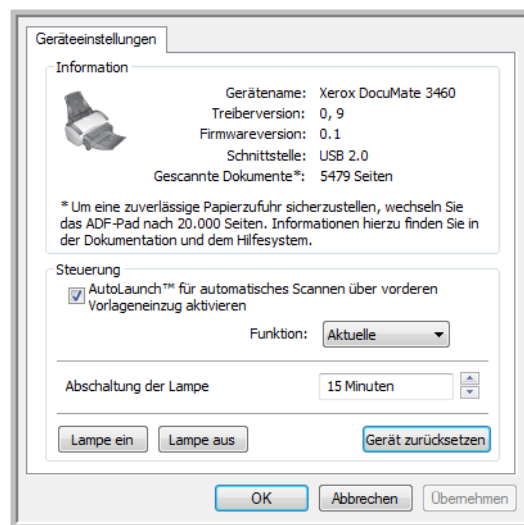 Geräteeinstellungen
Information
Gerätename: Xerox DocuMate 3460
Treiberversion: 0, 9
Firmwareversion: 0.1
Schnittstelle: USB 2.0
Gescannte Dokumente*: 5479 Seiten
* Um eine zuverlässige Papierzufuhr sicherzustellen, wechseln Sie
das ADF-Pad nach 20.000 Seiten. Informationen hierzu finden Sie in
der Dokumentation und dem Hilfesystem.
Steuerung
AutoLaunch™ für automatisches Scannen über vorderen
Vorlageneinzug aktivieren
Funktion: Aktuelle
Abschaltung der Lampe 15 Minuten
Lampe ein Lampe aus Gerät zurücksetzen
OK Abbrechen Übernehmen